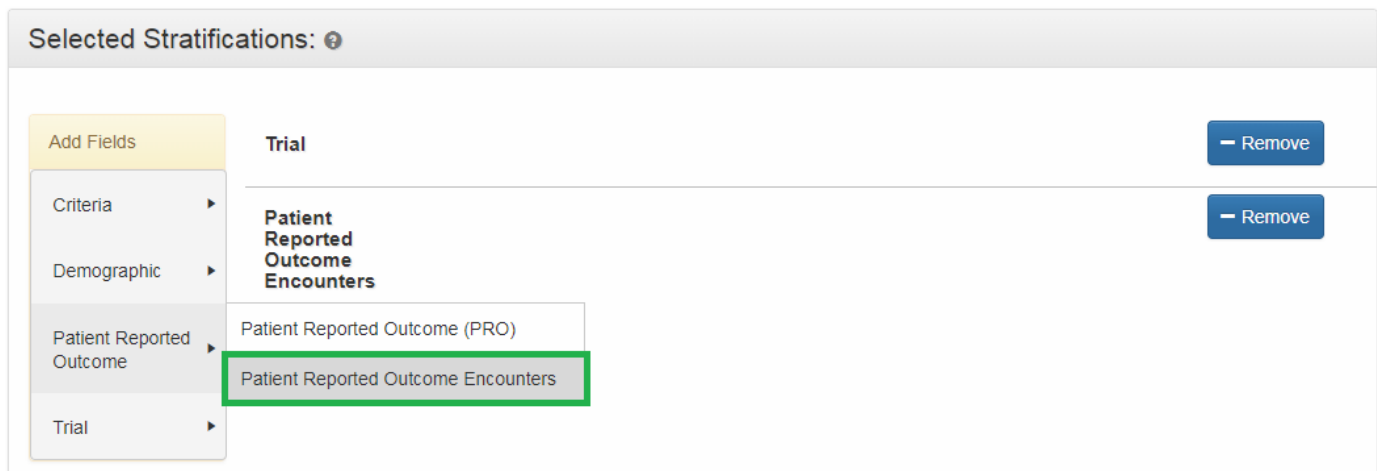 Selected Stratifications:
Add Fields
Trial
Remove
Criteria
Patient
Reported
Outcome
Encounters
Remove
Demographic
Patient Reported
Outcome
Patient Reported Outcome (PRO)
Patient Reported Outcome Encounters
Trial